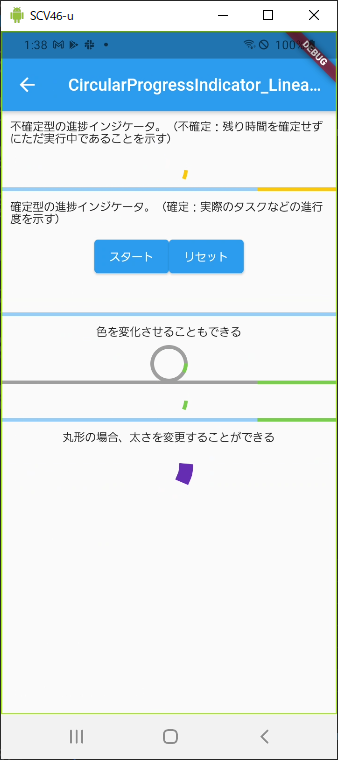 SCV46-u
1:38
100
DEBUG
CircularProgressIndicator_Linea...
不確定型の進捗インジケータ。（不確定：残り時間を確定せず
にただ実行中であることを示す）
確定型の進捗インジケータ。（確定：実際のタスクなどの進行
度を示す）
スタート リセット
色を変化させることもできる
丸形の場合、太さを変更することができる